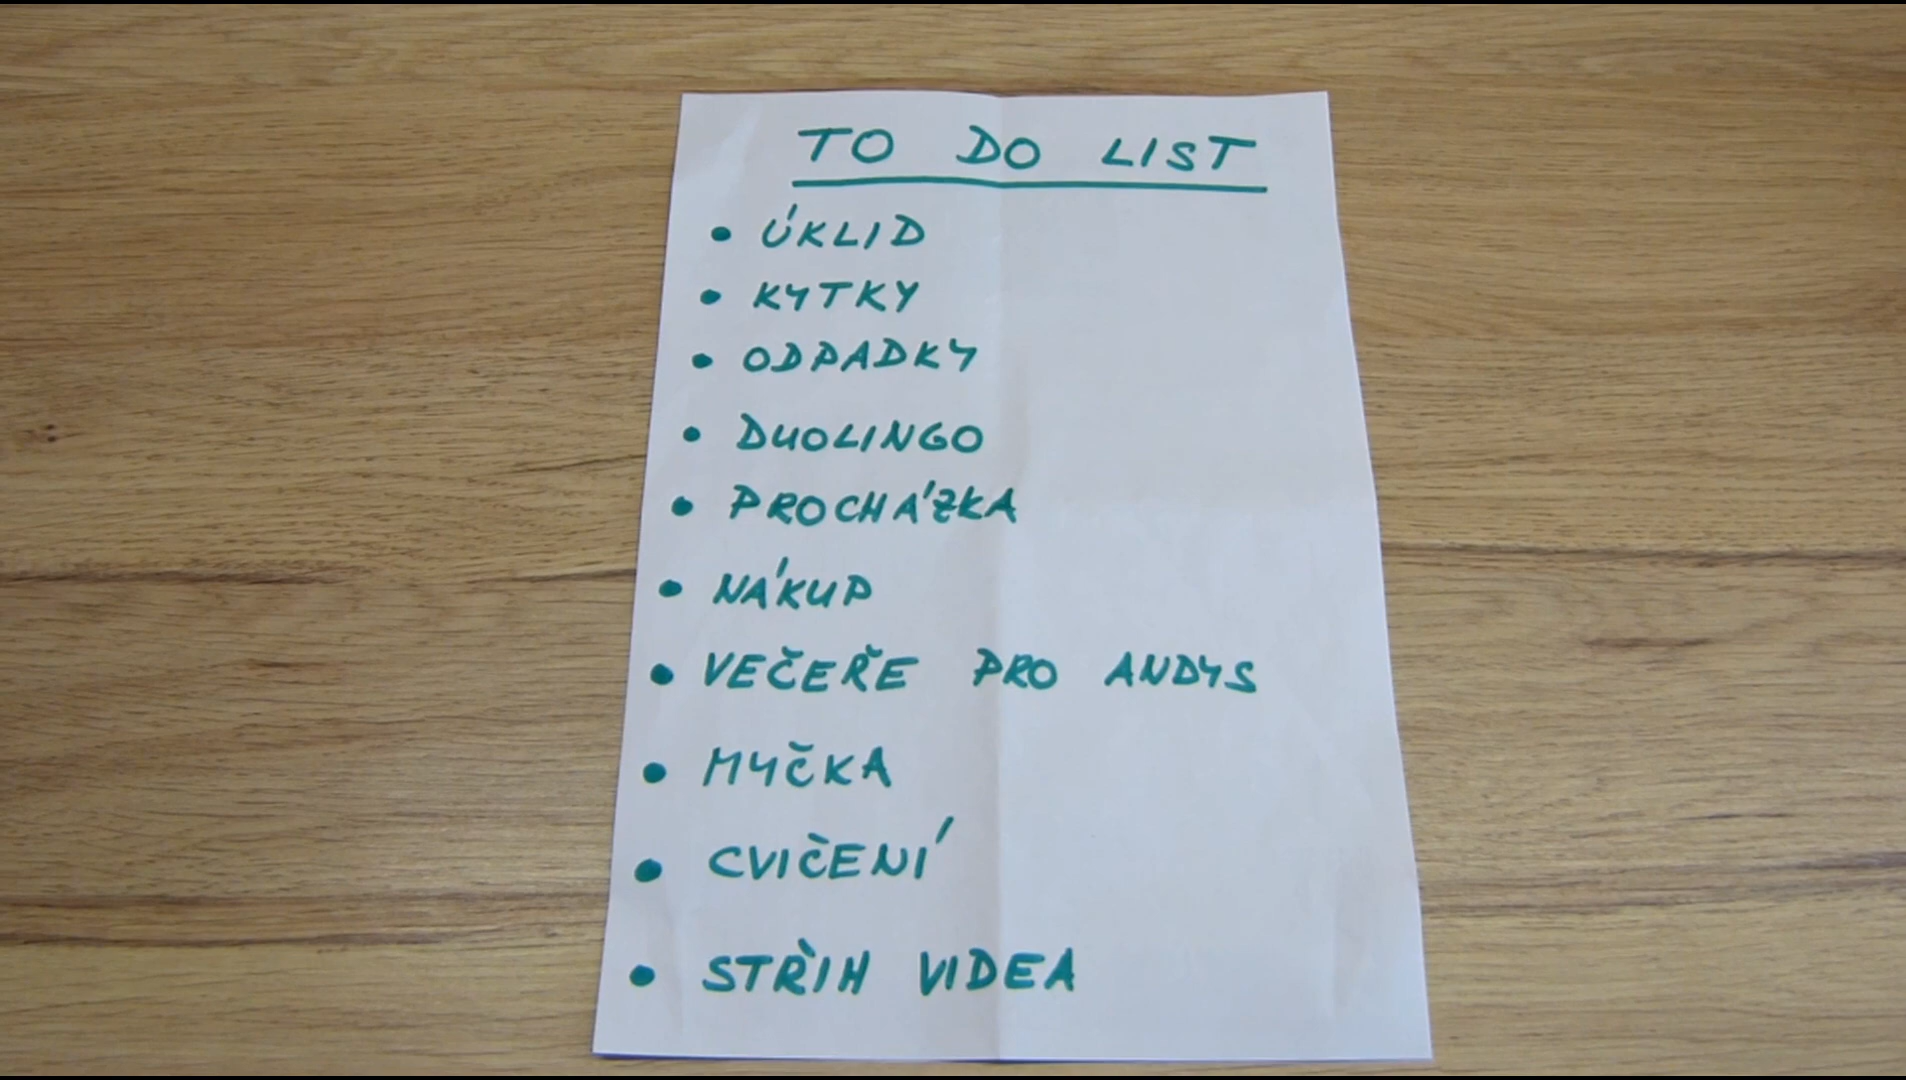 TO DO LIST
• ÚKLID
• KYTKY
• ODPADKY
• DUOLINGO
• PROCHÁZKA
• NÁKUP
• VEČEŘE PRO ANDYS
• MYČKA
• CVIČENÍ
• STŘIH VIDEA